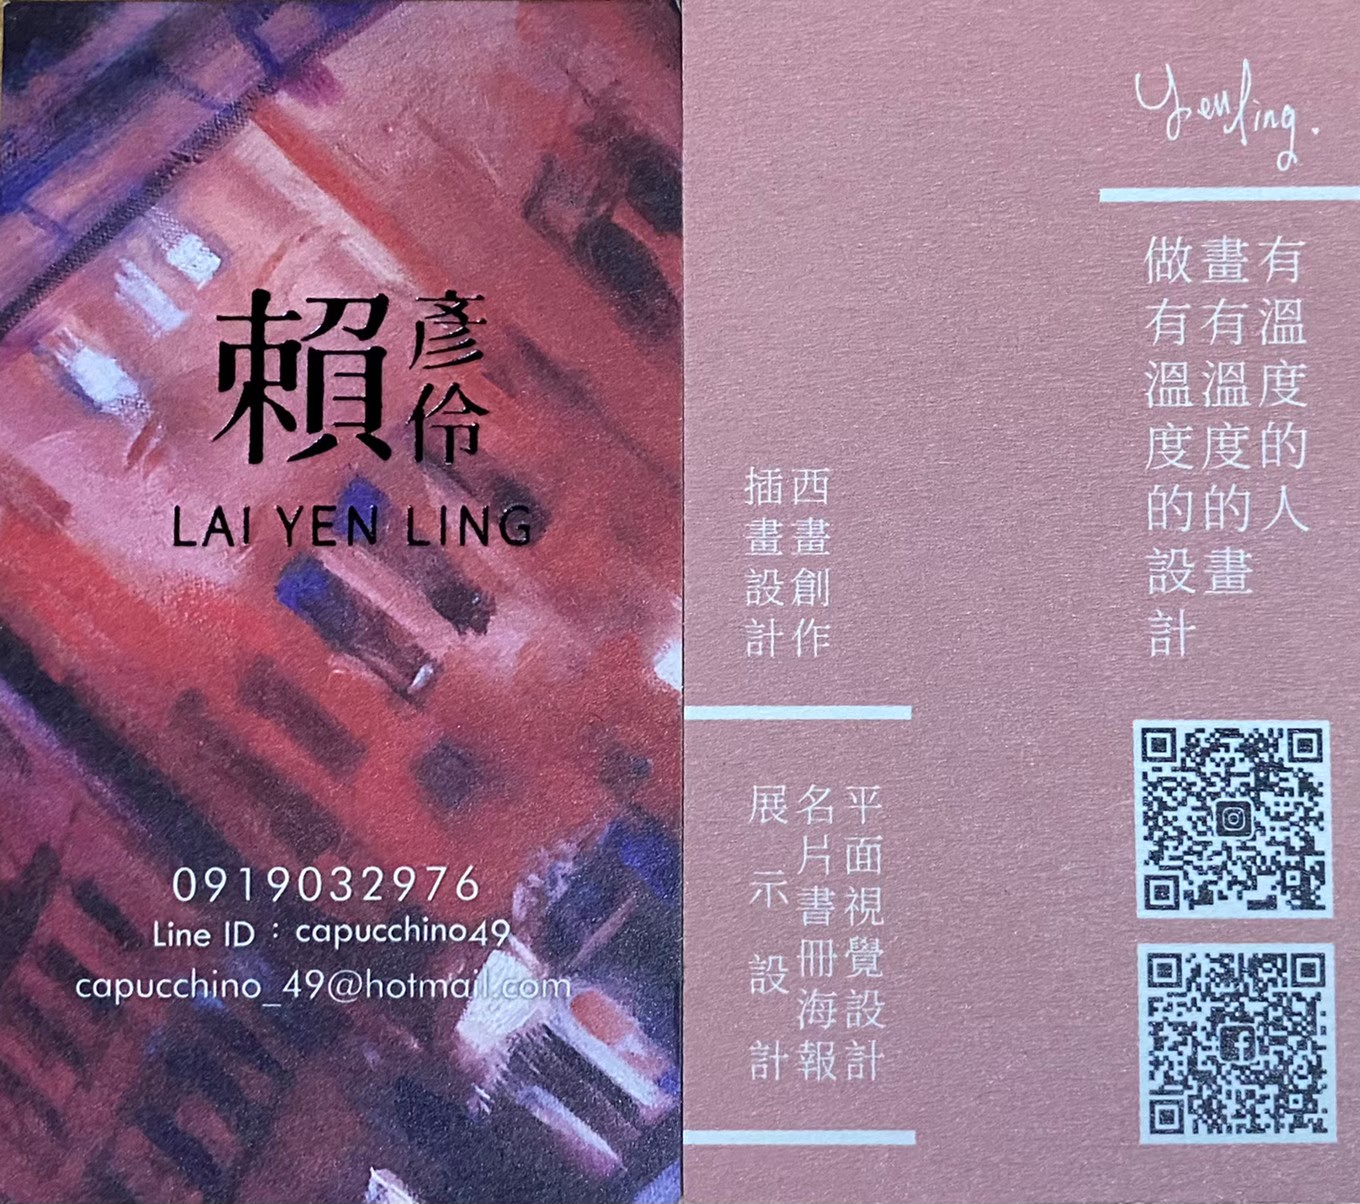 賴彥伶
LAI YEN LING
0919032976
Line ID：capucchino49
capucchino_49@hotmail.com
Yenling.
有溫度的人
畫有溫度的畫
做有溫度的設計
西畫創作
插畫設計
平面視覺設計
名片書冊海報
展示設計